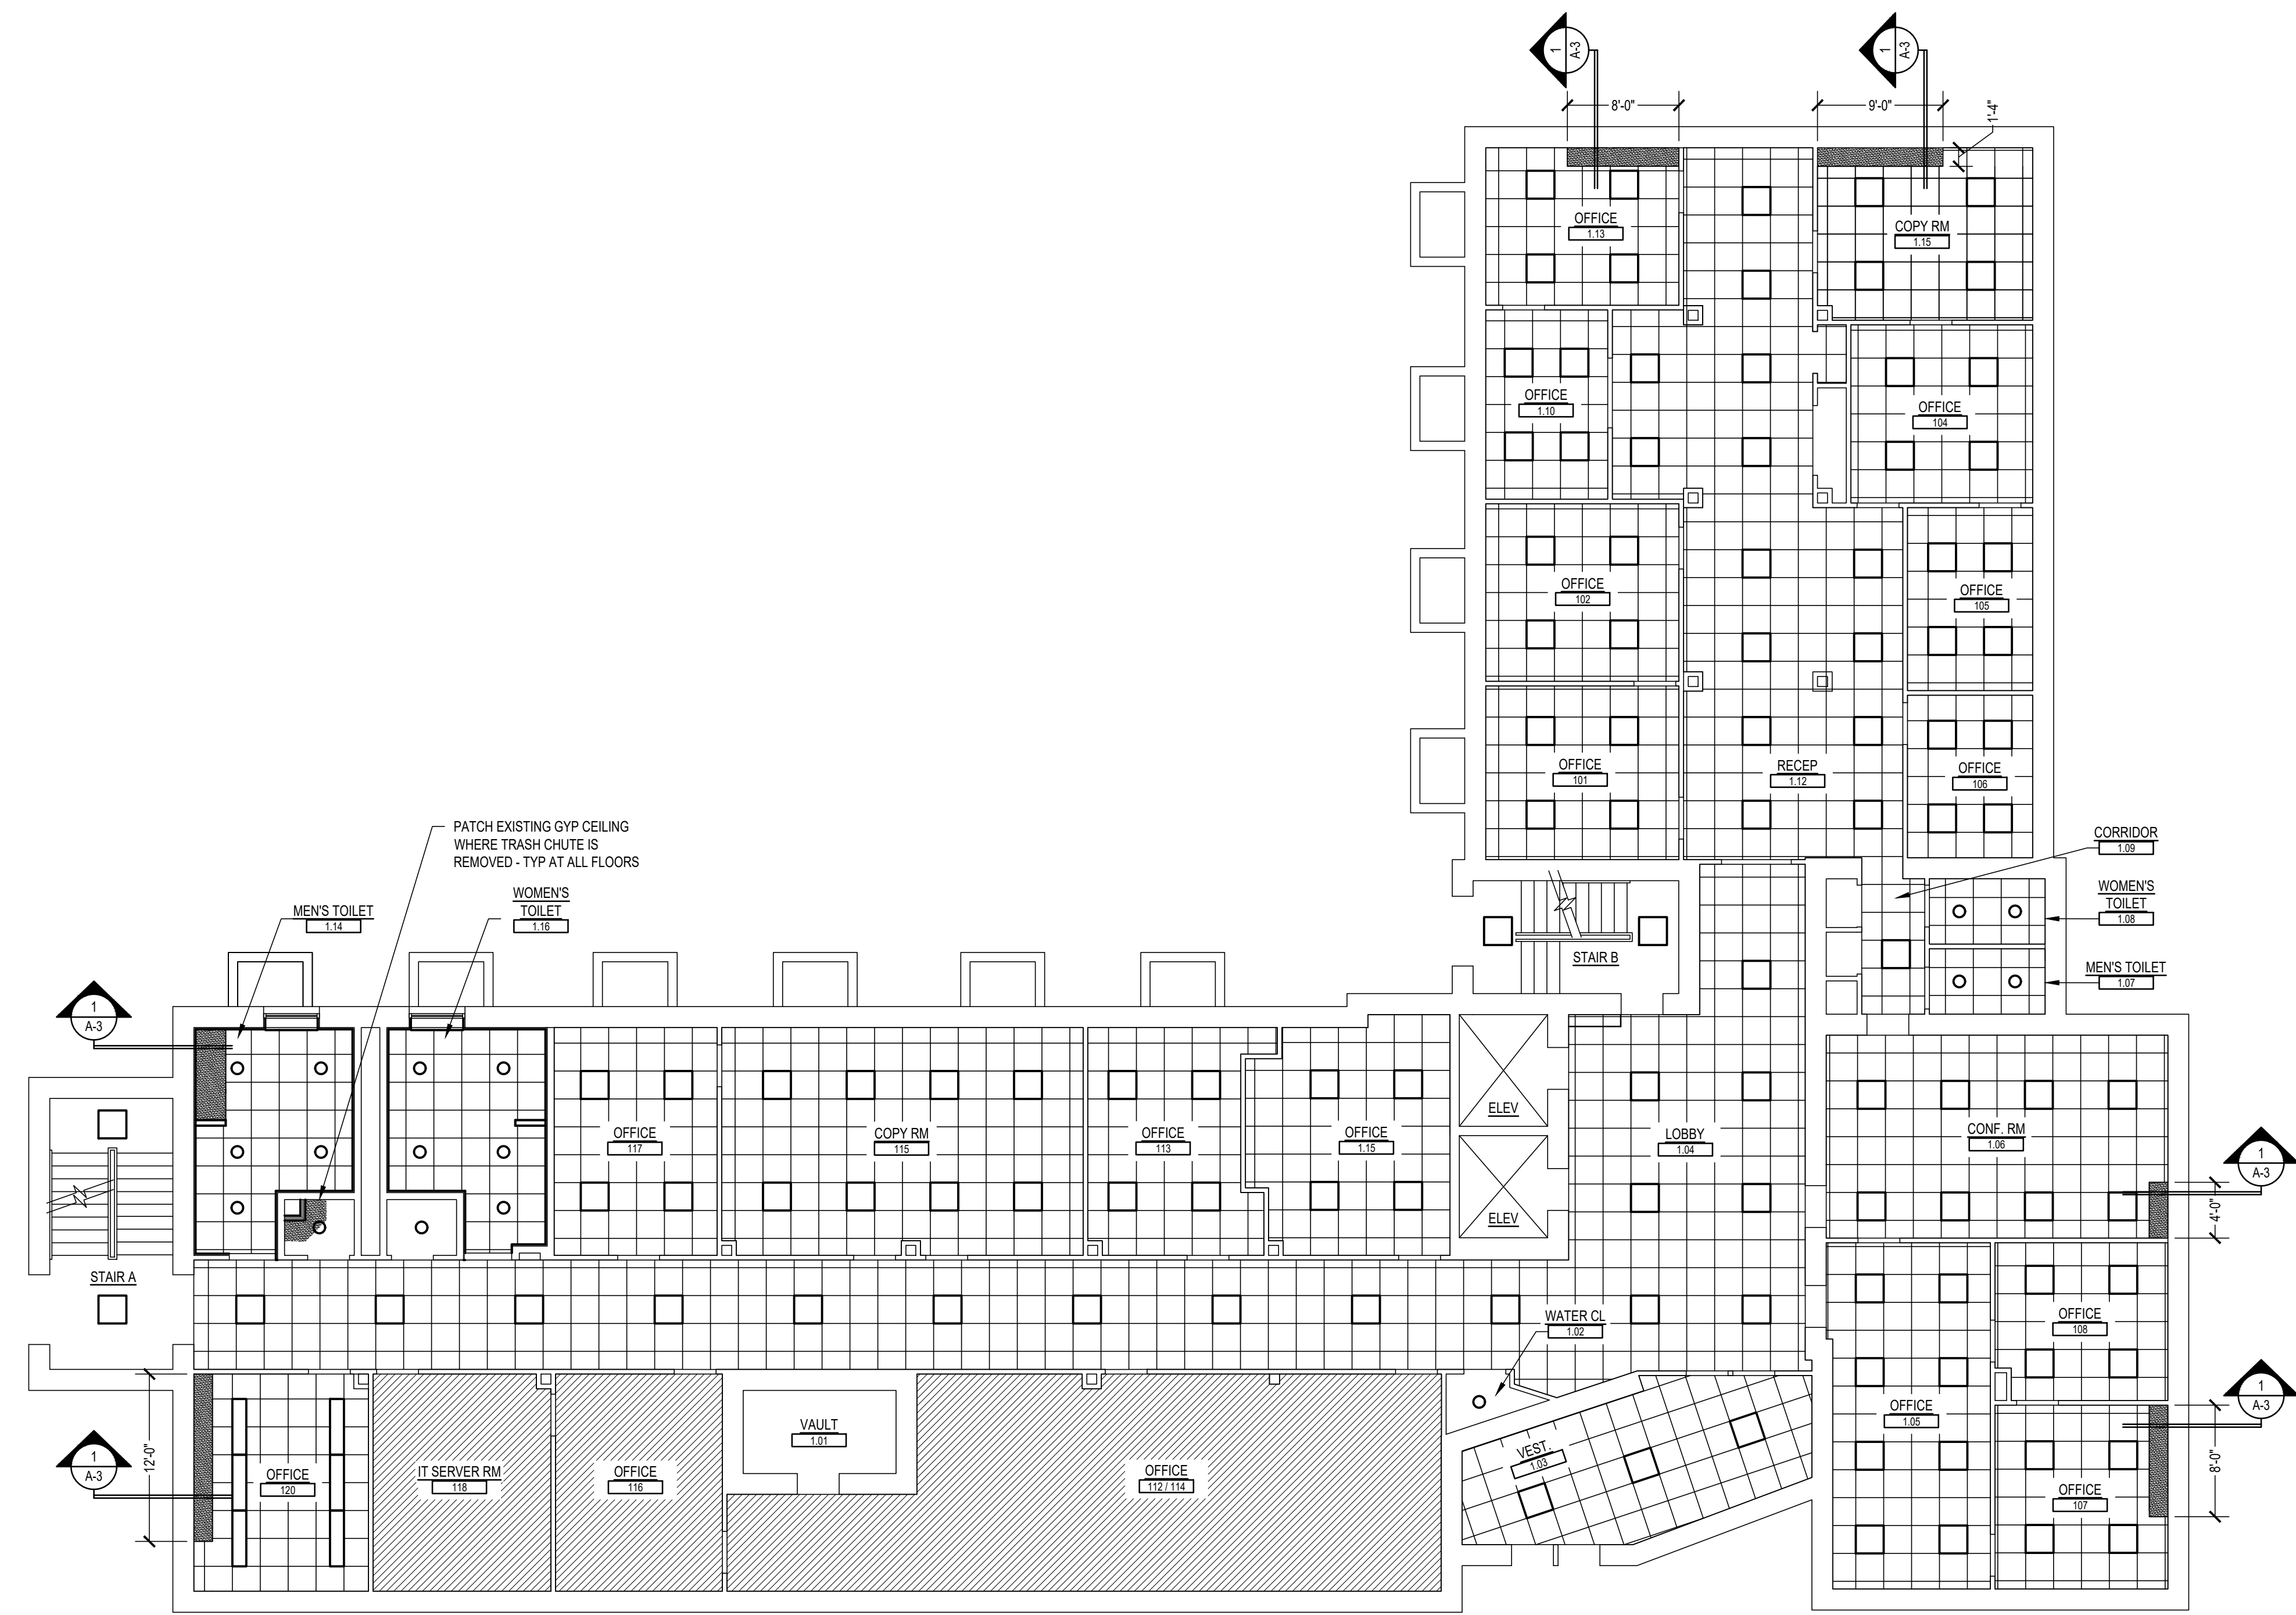 1
A-3
1
A-3
8'-0"
9'-0"
1'-4"
OFFICE
1.13
COPY RM
1.15
OFFICE
1.10
OFFICE
104
OFFICE
102
OFFICE
105
OFFICE
101
RECEP
1.12
OFFICE
106
PATCH EXISTING GYP CEILING
WHERE TRASH CHUTE IS
REMOVED - TYP AT ALL FLOORS
CORRIDOR
1.09
WOMEN'S
TOILET
1.08
MEN'S TOILET
1.07
MEN'S TOILET
1.14
WOMEN'S
TOILET
1.16
STAIR B
1
A-3
OFFICE
117
COPY RM
115
OFFICE
113
OFFICE
1.15
ELEV
ELEV
LOBBY
1.04
CONF. RM
1.06
1
A-3
4'-0"
STAIR A
WATER CL
1.02
OFFICE
108
1
A-3
12'-0"
1
A-3
OFFICE
120
IT SERVER RM
118
OFFICE
116
VAULT
1.01
OFFICE
112 / 114
VEST.
1.03
OFFICE
1.05
OFFICE
107
8'-0"